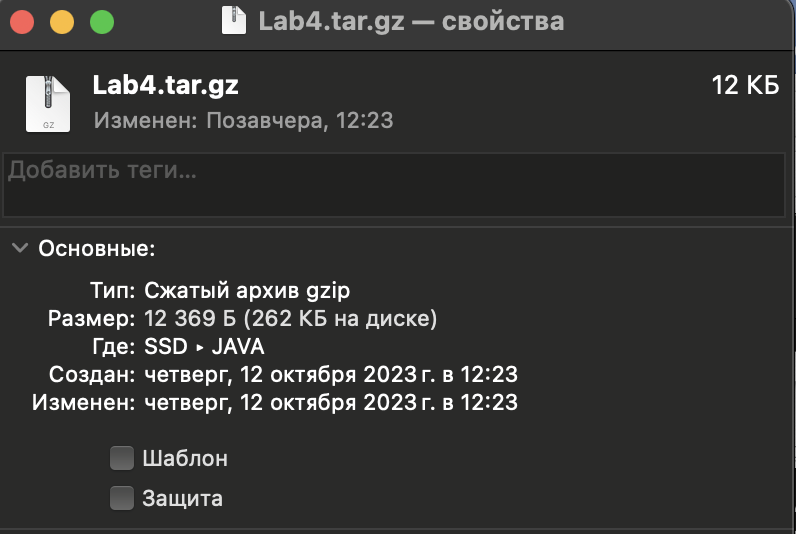 Lab4.tar.gz — свойства
Lab4.tar.gz 12 КБ
GZ
Изменен: Позавчера, 12:23
Добавить теги…
Основные:
Тип: Сжатый архив gzip
Размер: 12 369 Б (262 КБ на диске)
Где: SSD ▸ JAVA
Создан: четверг, 12 октября 2023 г. в 12:23
Изменен: четверг, 12 октября 2023 г. в 12:23
Шаблон
Защита